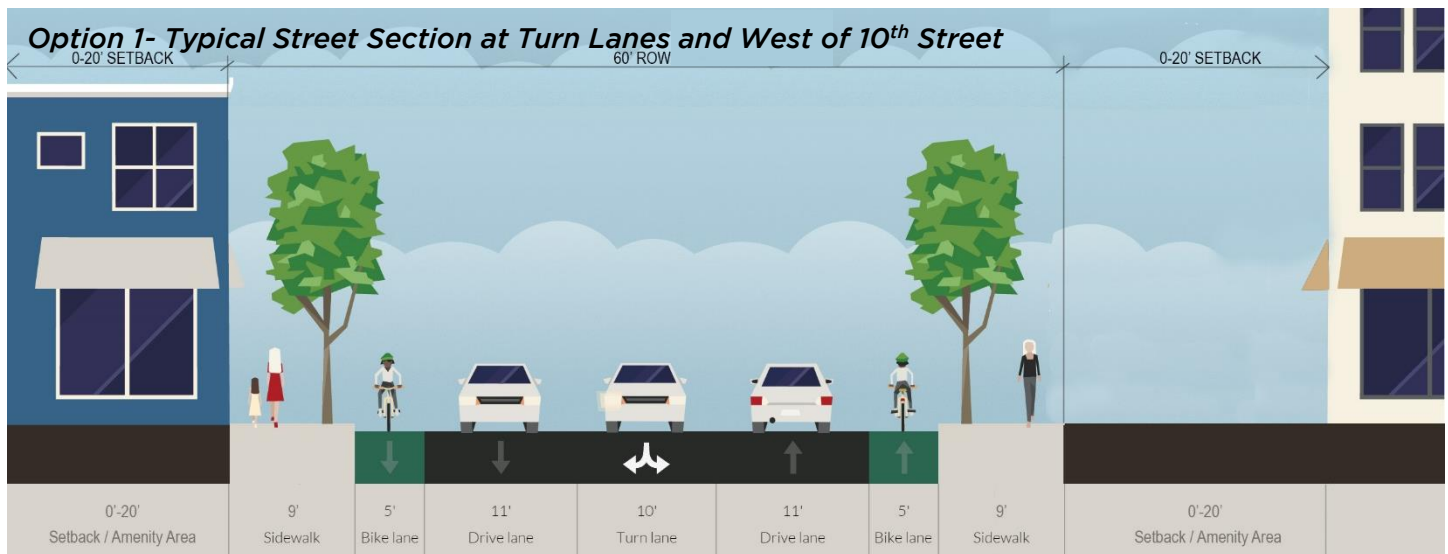 Option 1- Typical Street Section at Turn Lanes and West of 10th Street
0-20' SETBACK
60' ROW
0-20' SETBACK
0'-20' 9' 5' 11' 10' 11' 5' 9' 0'-20'
Setback / Amenity Area Sidewalk Bike lane Drive lane Turn lane Drive lane Bike lane Sidewalk Setback / Amenity Area